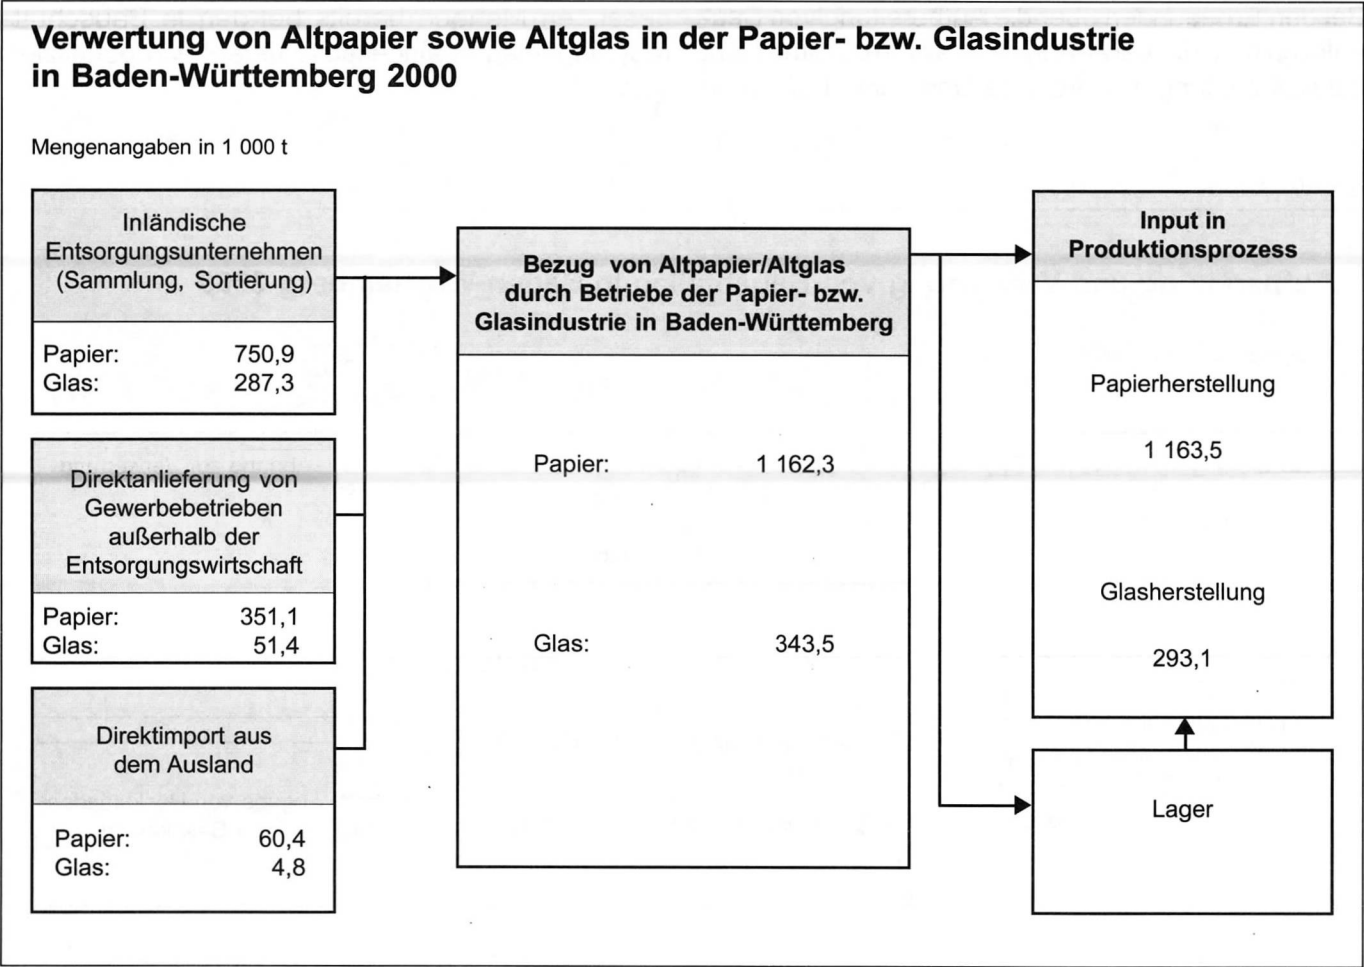 Verwertung von Altpapier sowie Altglas in der Papier- bzw. Glasindustrie
in Baden-Württemberg 2000
Mengenangaben in 1 000 t
Inländische
Entsorgungsunternehmen
(Sammlung, Sortierung)
Papier: 750,9
Glas: 287,3
Direktanlieferung von
Gewerbebetrieben
außerhalb der
Entsorgungswirtschaft
Papier: 351,1
Glas: 51,4
Direktimport aus
dem Ausland
Papier: 60,4
Glas: 4,8
Bezug von Altpapier/Altglas
durch Betriebe der Papier- bzw.
Glasindustrie in Baden-Württemberg
Papier: 1 162,3
Glas: 343,5
Input in
Produktionsprozess
Papierherstellung
1 163,5
Glasherstellung
293,1
Lager